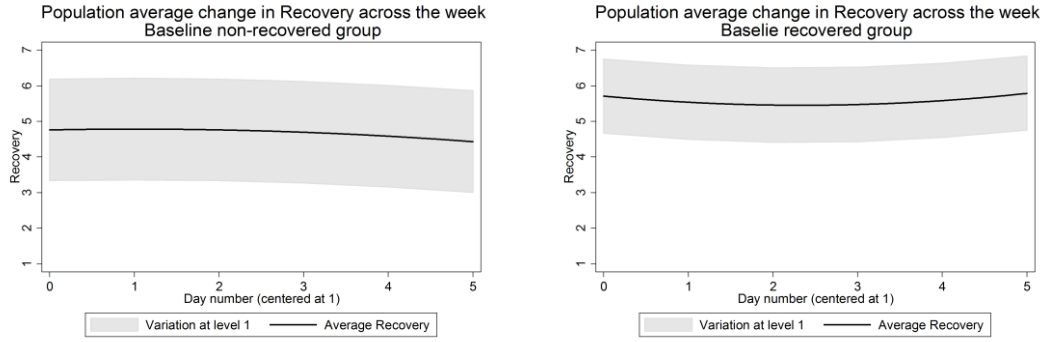 Population average change in Recovery across the week
Baseline non-recovered group
7
6
5
4
3
2
1
Recovery
0 1 2 3 4 5
Day number (centered at 1)
Variation at level 1 Average Recovery
Population average change in Recovery across the week
Baselie recovered group
7
6
5
4
3
2
1
Recovery
0 1 2 3 4 5
Day number (centered at 1)
Variation at level 1 Average Recovery